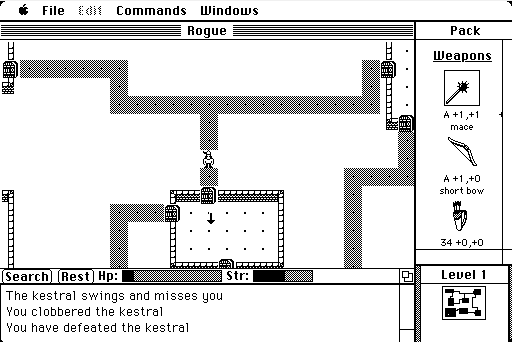 File Edit Commands Windows
Rogue
Pack
Weapons
A +1,+1
mace
A +1,+0
short bow
34 +0,+0
Search Rest Hp: Str:
Level 1
The kestral swings and misses you
You clobbered the kestral
You have defeated the kestral